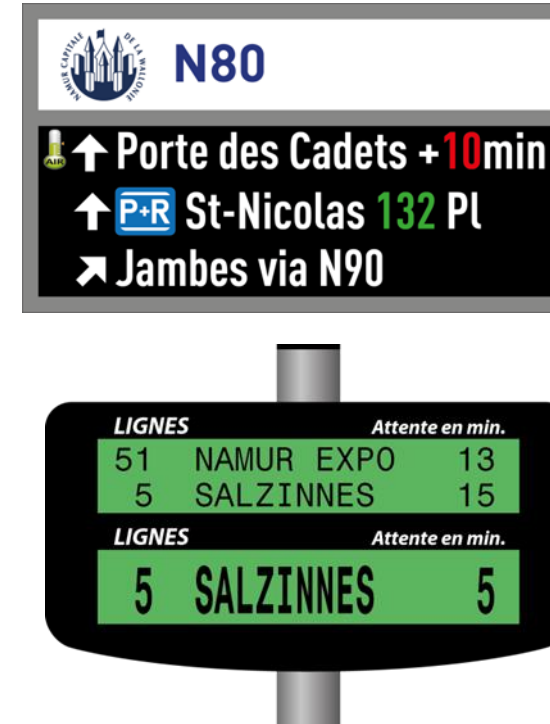 NAMUR CAPITALE DE LA WALLONIE
N80
AIR Porte des Cadets +10min
P+R St-Nicolas 132 Pl
Jambes via N90
LIGNES Attente en min.
51 NAMUR EXPO 13
5 SALZINNES 15
LIGNES Attente en min.
5 SALZINNES 5